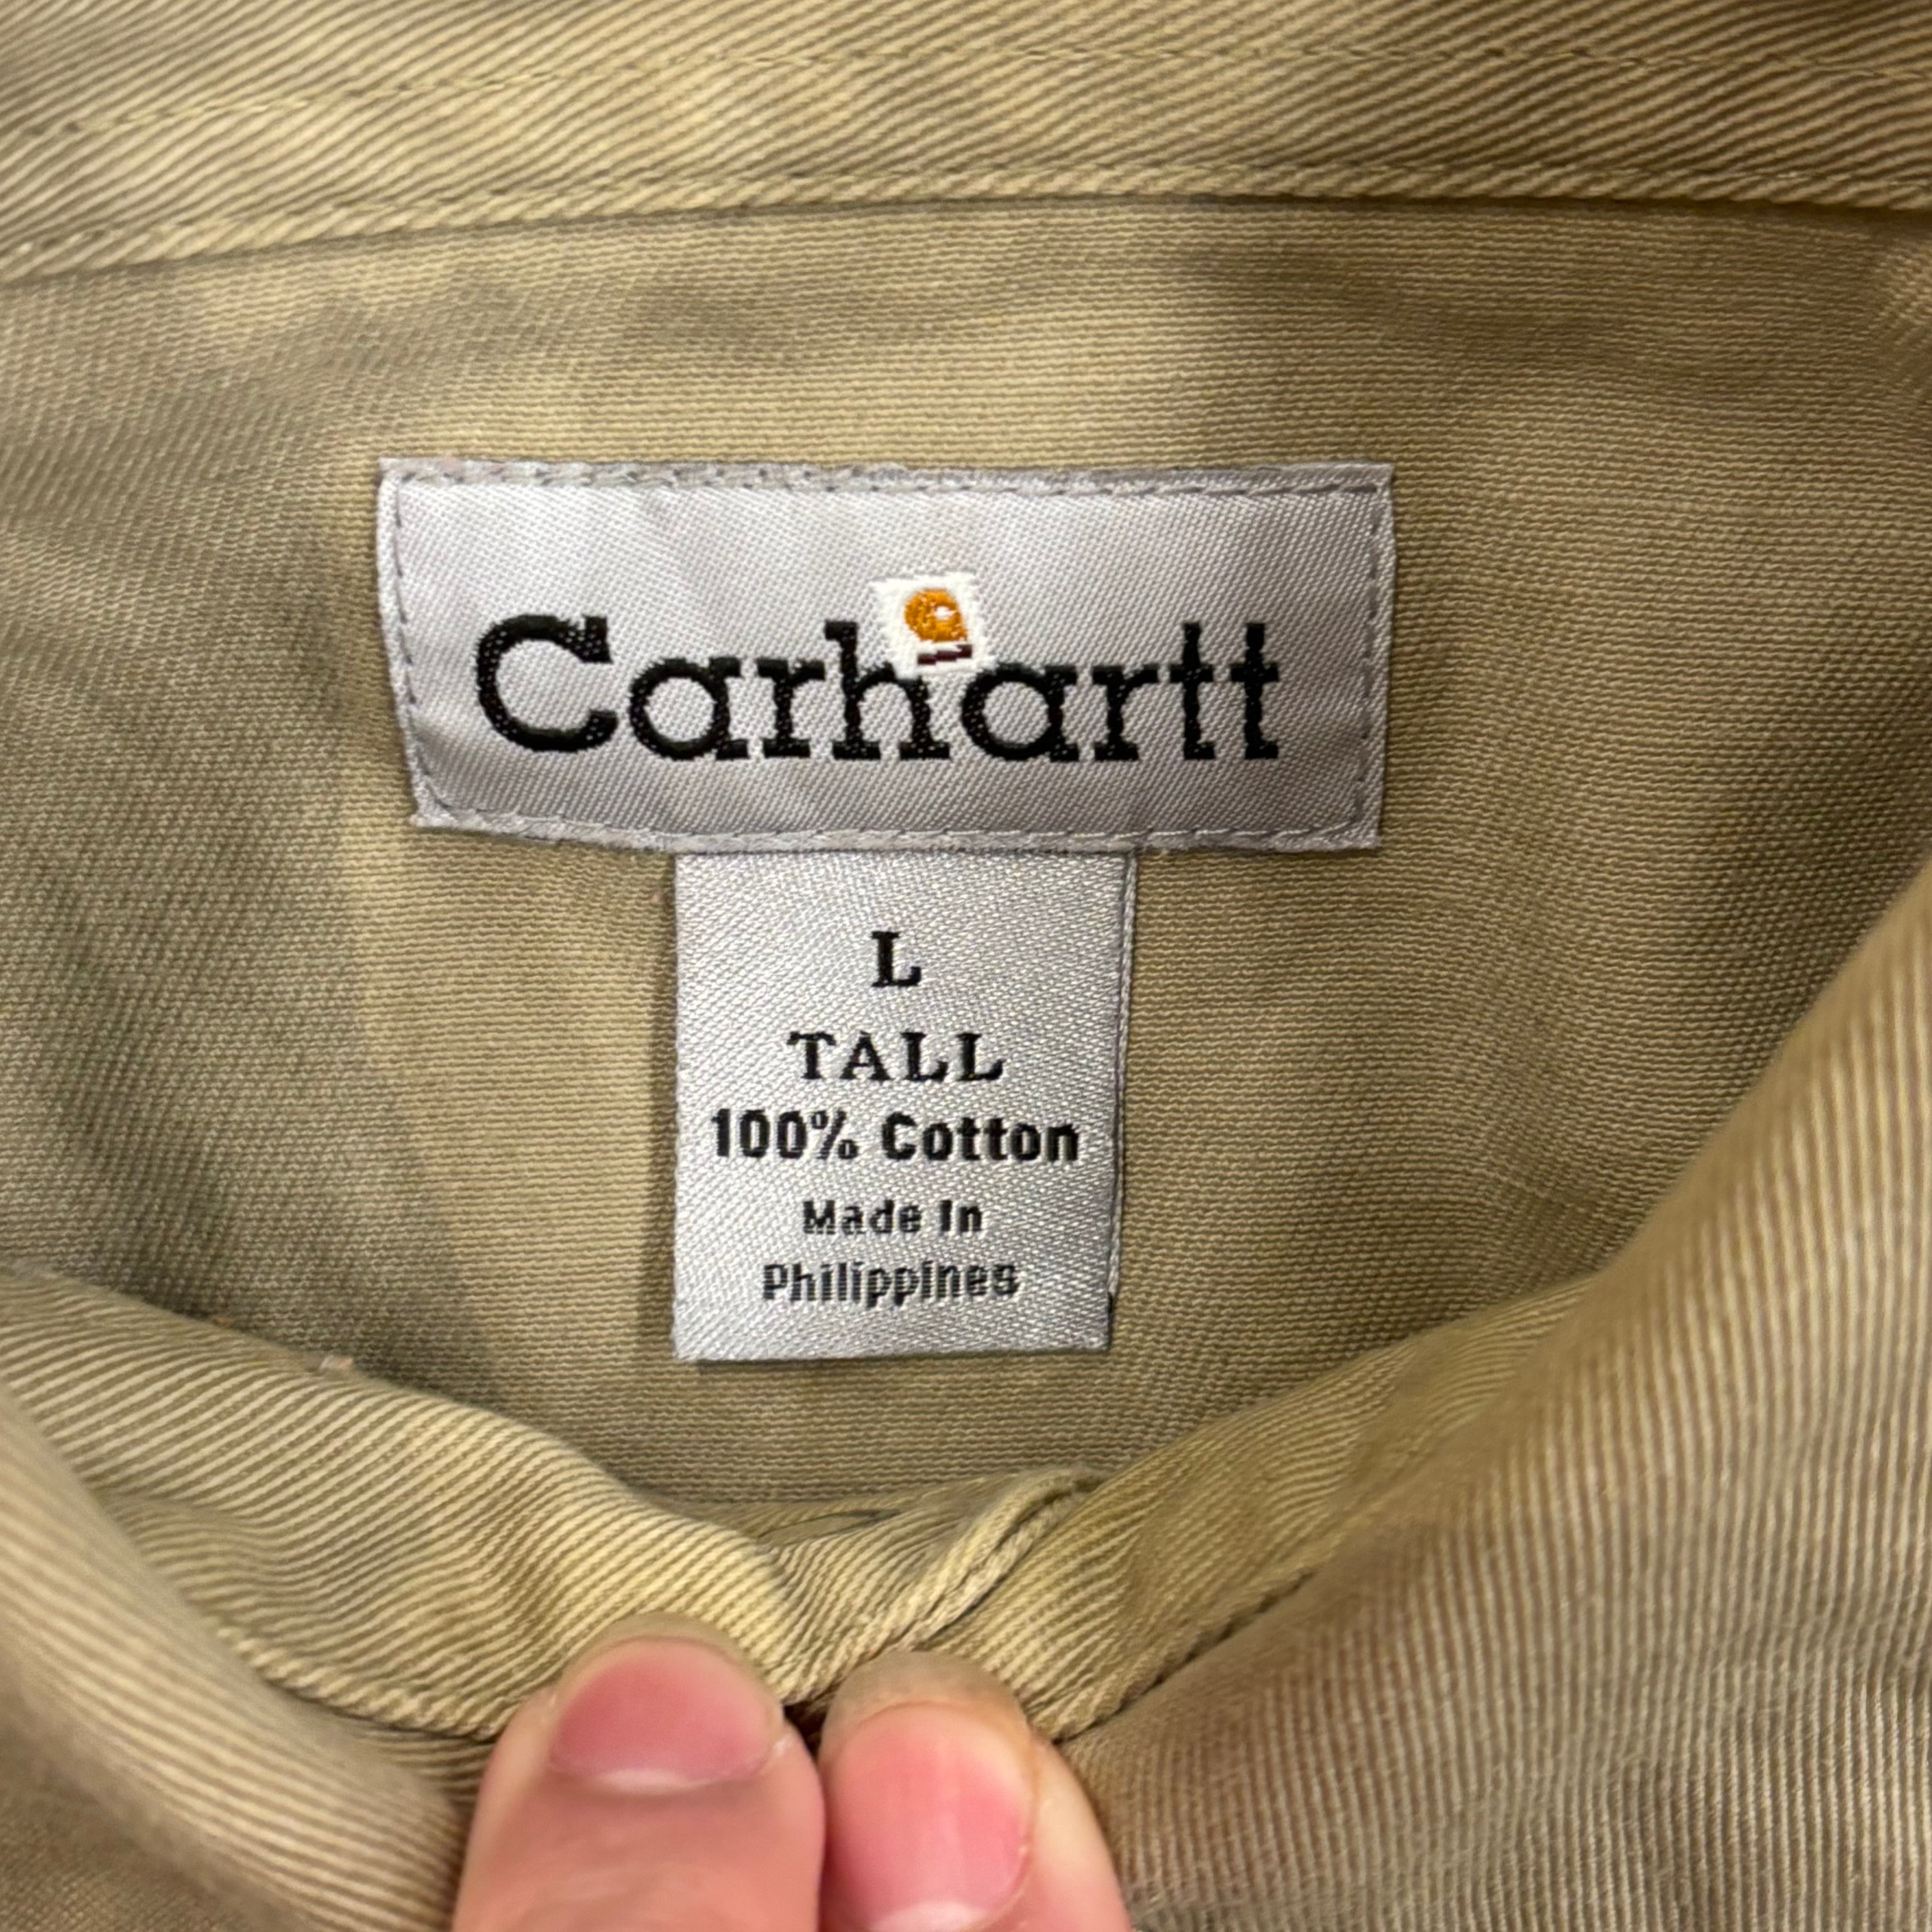 Carhartt
L
TALL
100% Cotton
Made In
Philippines